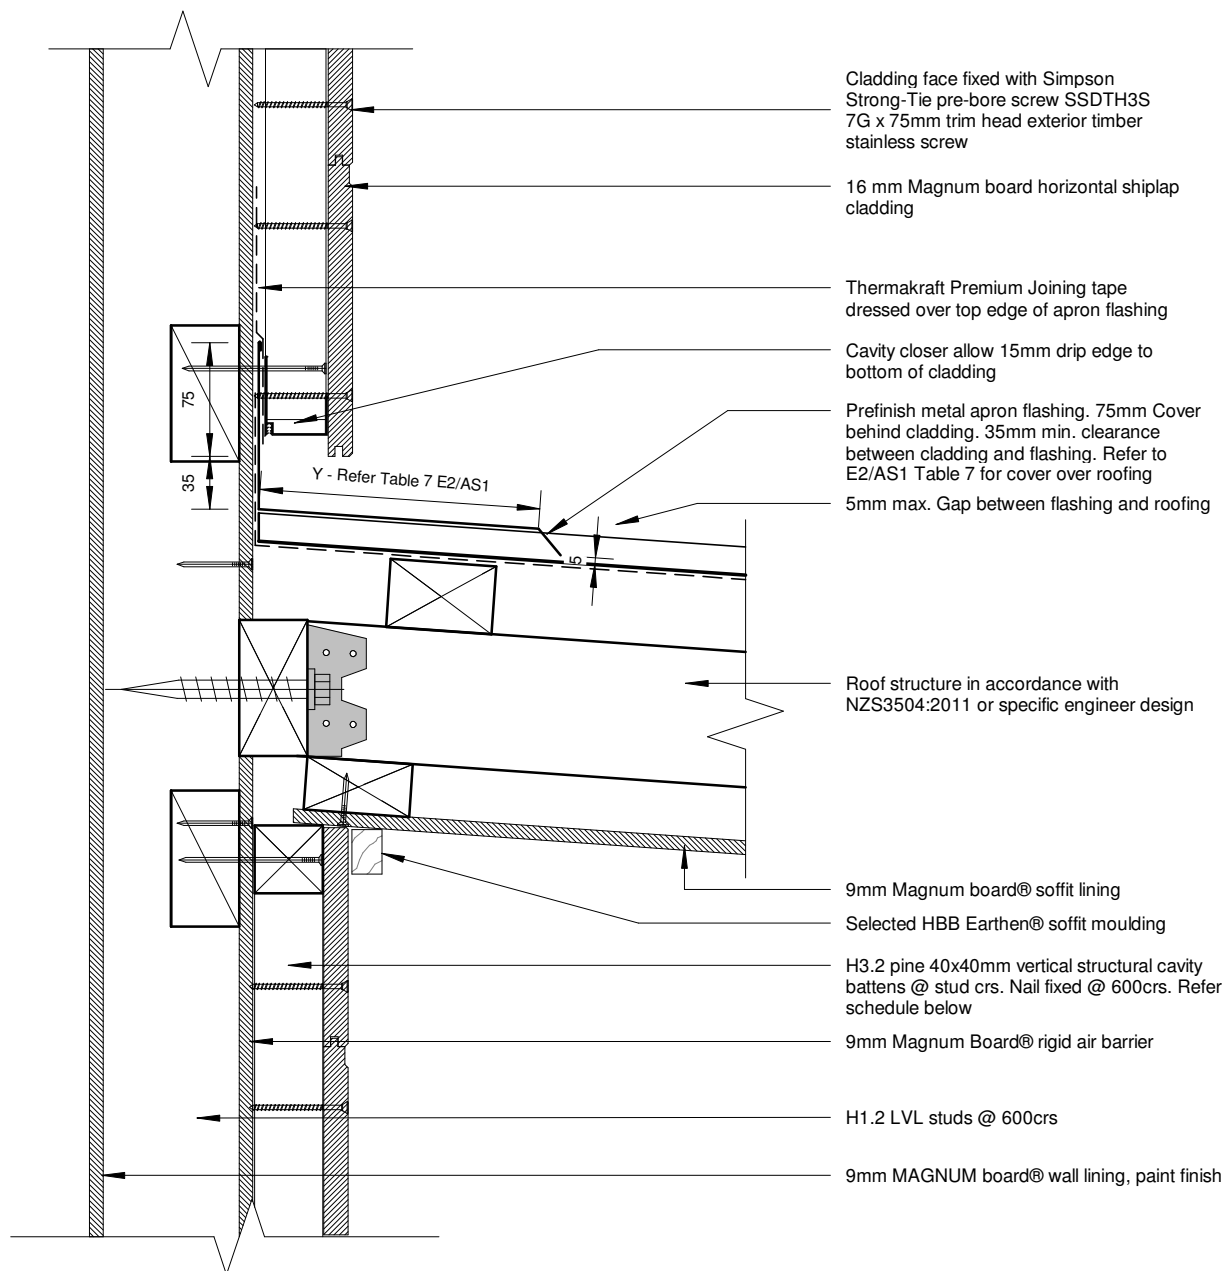 Cladding face fixed with Simpson
Strong-Tie pre-bore screw SSDTH3S
7G x 75mm trim head exterior timber
stainless screw
16 mm Magnum board horizontal shiplap
cladding
Thermakraft Premium Joining tape
dressed over top edge of apron flashing
Cavity closer allow 15mm drip edge to
bottom of cladding
Prefinish metal apron flashing. 75mm Cover
behind cladding. 35mm min. clearance
between cladding and flashing. Refer to
E2/AS1 Table 7 for cover over roofing
75
35
Y - Refer Table 7 E2/AS1
5mm max. Gap between flashing and roofing
5
Roof structure in accordance with
NZS3504:2011 or specific engineer design
9mm Magnum board® soffit lining
Selected HBB Earthen® soffit moulding
H3.2 pine 40x40mm vertical structural cavity
battens @ stud crs. Nail fixed @ 600crs. Refer
schedule below
9mm Magnum Board® rigid air barrier
H1.2 LVL studs @ 600crs
9mm MAGNUM board® wall lining, paint finish